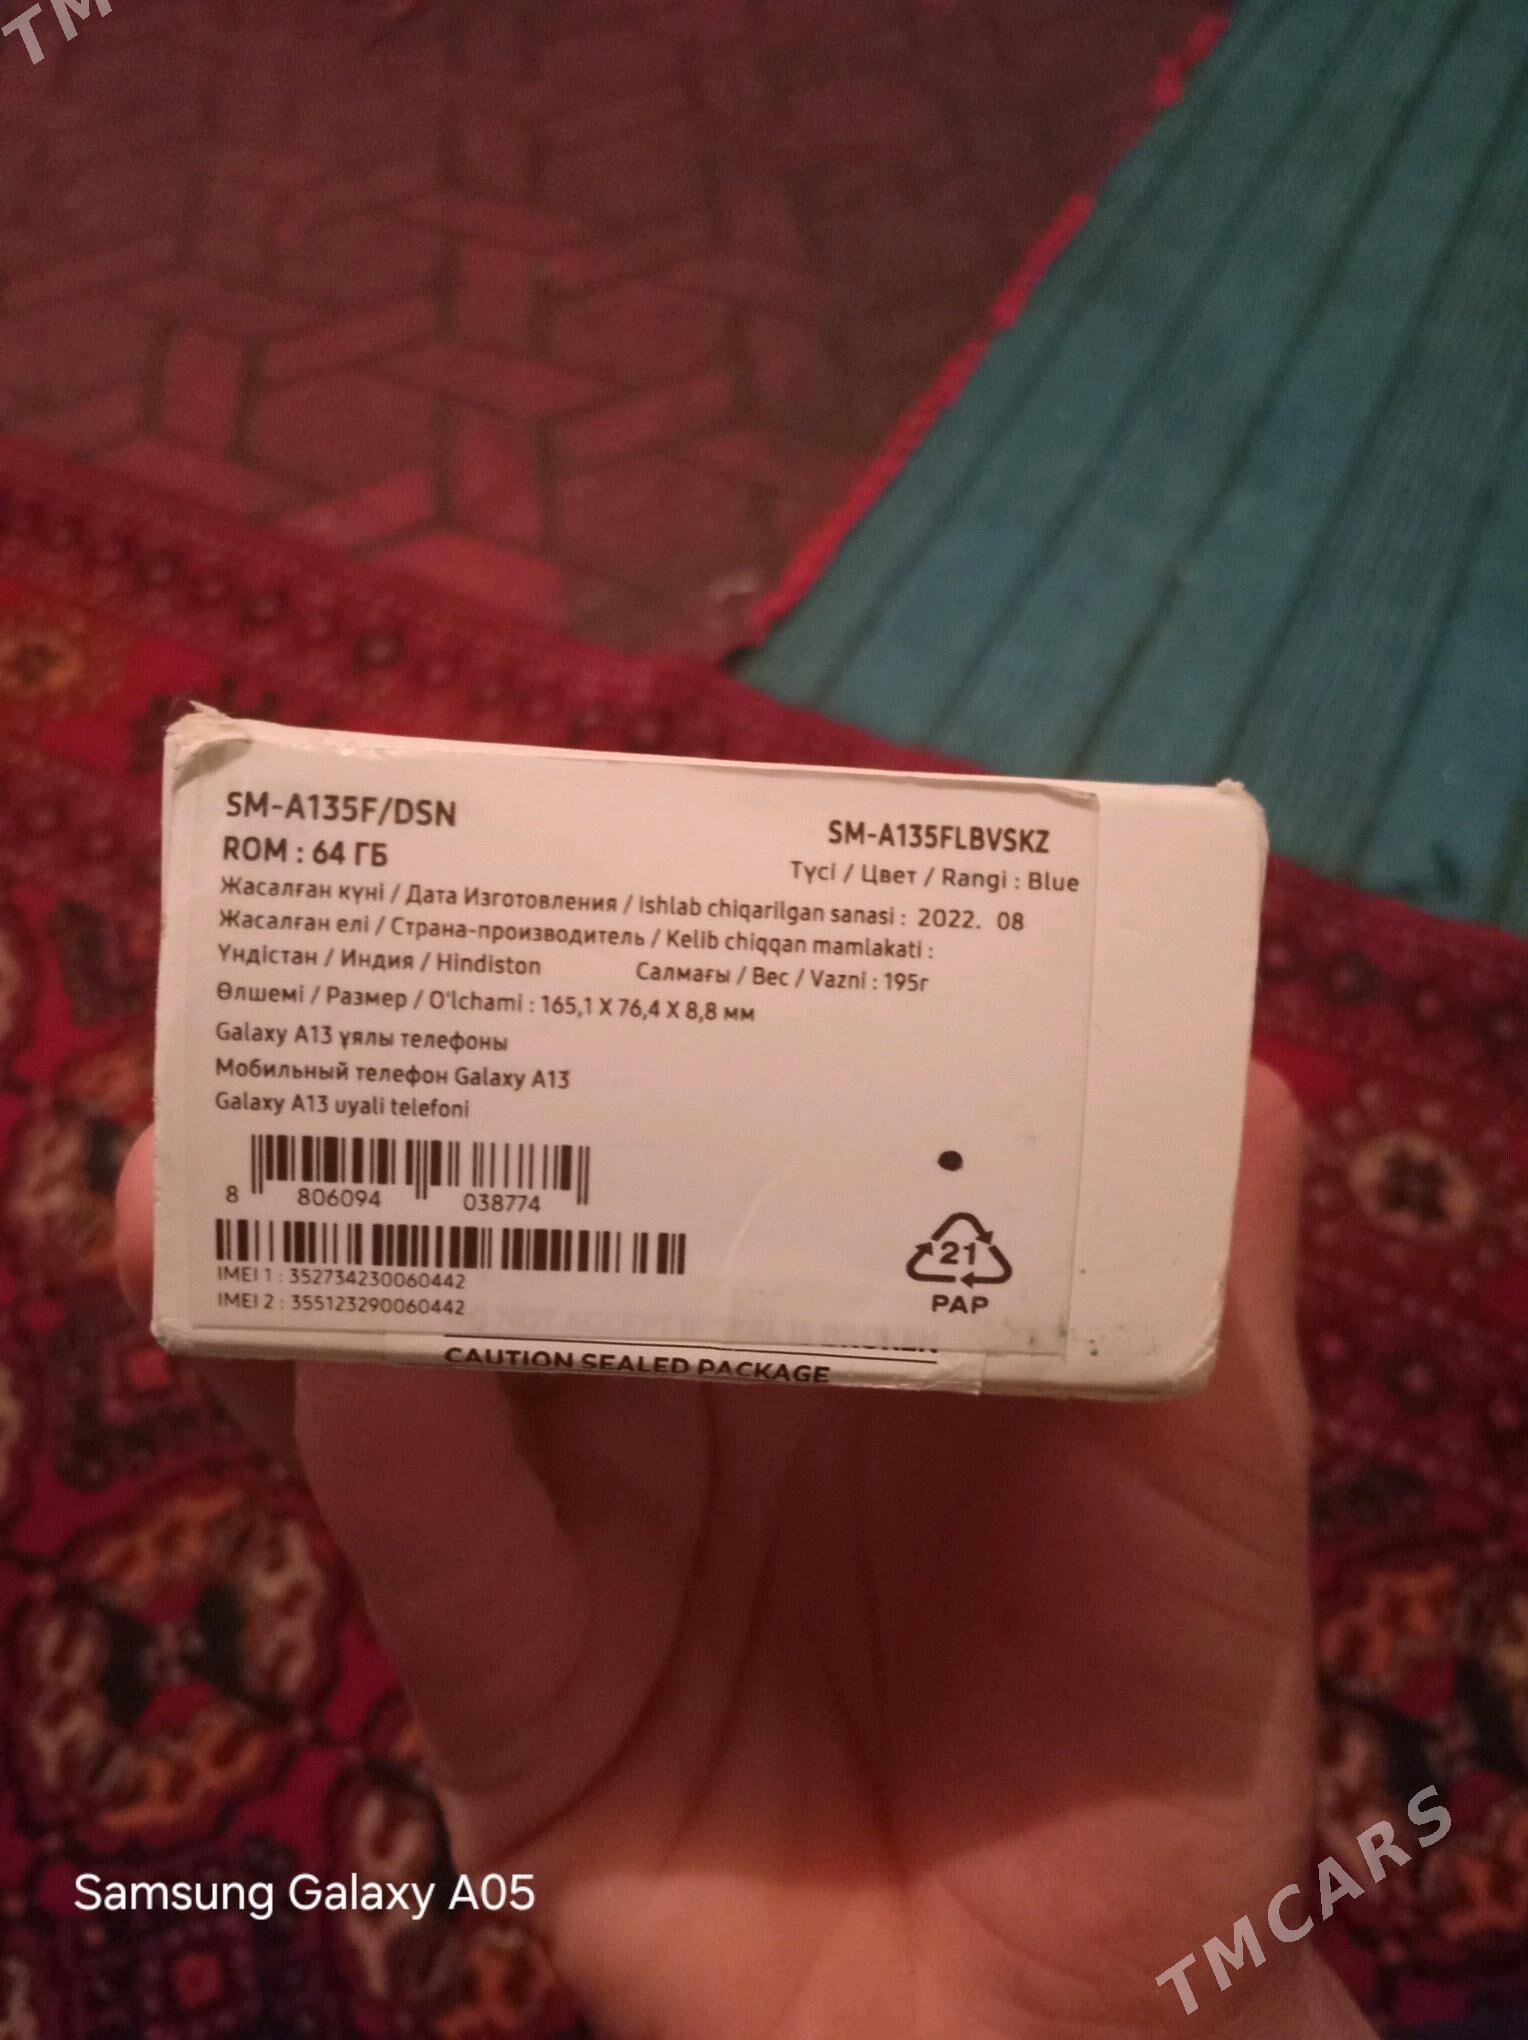 TM
SM-A135F/DSN
SM-A135FLBVSKZ
ROM : 64 ГБ
Түсі / Цвет / Rangi : Blue
Жасалған күні / Дата Изготовления / Ishlab chiqarilgan sanasi : 2022. 08
Жасалған елі / Страна-производитель / Kelib chiqqan mamlakati :
Үндістан / Индия / Hindiston
Салмағы / Вес / Vazni : 195г
Өлшемі / Размер / O'lchami : 165,1 X 76,4 X 8,8 мм
Galaxy A13 ұялы телефоны
Мобильный телефон Galaxy A13
Galaxy A13 uyali telefoni
8 806094 038774
IMEI 1 : 352734230060442
IMEI 2 : 355123290060442
21
PAP
CAUTION SEALED PACKAGE
Samsung Galaxy A05
TMCARS